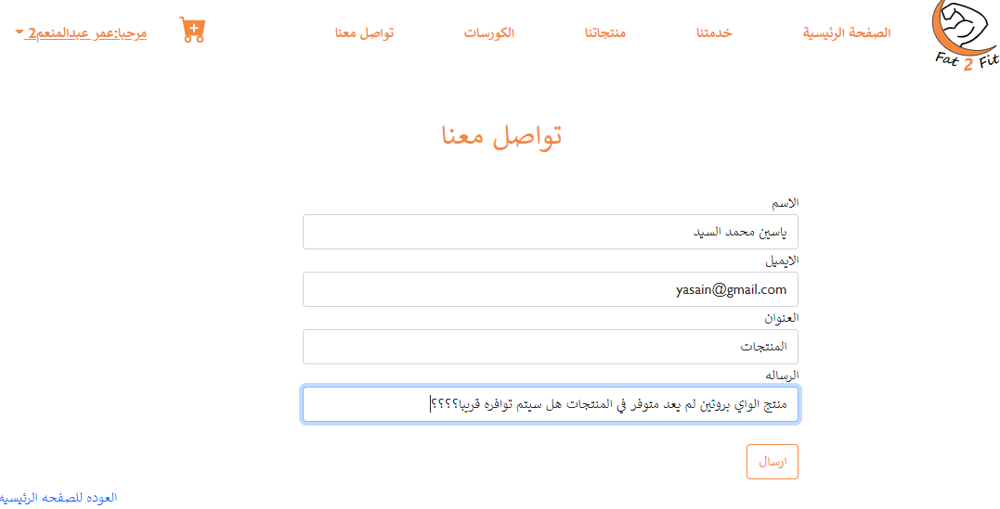 Fat 2 Fit
الصفحة الرئيسية
خدمتنا
منتجاتنا
الكورسات
تواصل معنا
مرحبا:عمر عبدالمنعم2
تواصل معنا
الاسم
ياسين محمد السيد
الايميل
yasain@gmail.com
العنوان
المنتجات
الرساله
منتج الواي بروتين لم يعد متوفر في المنتجات هل سيتم توافره قريبا؟؟؟؟
ارسال
العوده للصفحه الرئيسيه